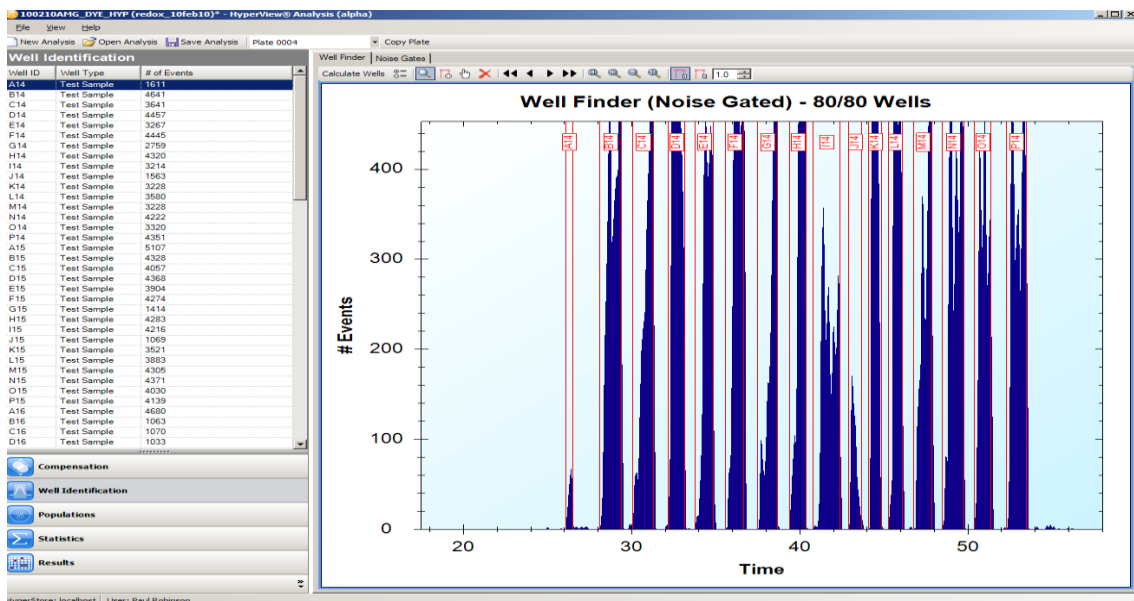 100210AMG_DYE_HYP (redox_10feb10)* - HyperView® Analysis (alpha)
File View Help
New Analysis Open Analysis Save Analysis Plate 0004 Copy Plate
Well Identification
Well ID Well Type # of Events
A14 Test Sample 1611
B14 Test Sample 4641
C14 Test Sample 3641
D14 Test Sample 4457
E14 Test Sample 3267
F14 Test Sample 4445
G14 Test Sample 2759
H14 Test Sample 4320
I14 Test Sample 3214
J14 Test Sample 1563
K14 Test Sample 3228
L14 Test Sample 3580
M14 Test Sample 3228
N14 Test Sample 4222
O14 Test Sample 3320
P14 Test Sample 4351
A15 Test Sample 5107
B15 Test Sample 4328
C15 Test Sample 4057
D15 Test Sample 4368
E15 Test Sample 3904
F15 Test Sample 4274
G15 Test Sample 1414
H15 Test Sample 4283
I15 Test Sample 4216
J15 Test Sample 1069
K15 Test Sample 3521
L15 Test Sample 3883
M15 Test Sample 4305
N15 Test Sample 4371
O15 Test Sample 4030
P15 Test Sample 4139
A16 Test Sample 4680
B16 Test Sample 1063
C16 Test Sample 1070
D16 Test Sample 1033
Compensation
Well Identification
Populations
Statistics
Results
HyperStore: localhost User: Paul Robinson
Well Finder Noise Gates
Calculate Wells 1.0
Well Finder (Noise Gated) - 80/80 Wells
A14 B14 C14 D14 E14 F14 G14 H14 I14 J14 K14 L14 M14 N14 O14 P14
400
300
# Events
200
100
0
20 30 40 50
Time